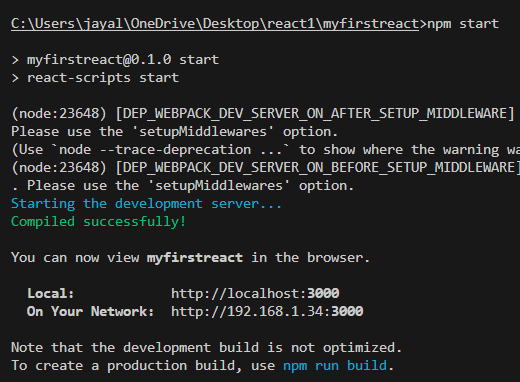 C:\Users\jayal\OneDrive\Desktop\react1\myfirstreact>npm start
> myfirstreact@0.1.0 start
> react-scripts start
(node:23648) [DEP_WEBPACK_DEV_SERVER_ON_AFTER_SETUP_MIDDLEWARE]
Please use the 'setupMiddlewares' option.
(Use `node --trace-deprecation ...` to show where the warning wa
(node:23648) [DEP_WEBPACK_DEV_SERVER_ON_BEFORE_SETUP_MIDDLEWARE]
. Please use the 'setupMiddlewares' option.
Starting the development server...
Compiled successfully!
You can now view myfirstreact in the browser.
Local: http://localhost:3000
On Your Network: http://192.168.1.34:3000
Note that the development build is not optimized.
To create a production build, use npm run build.